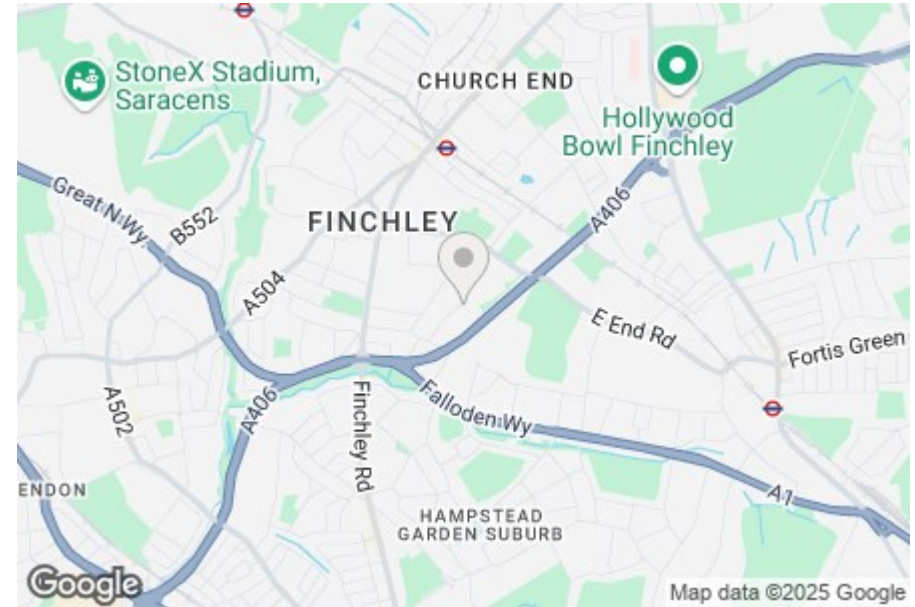 StoneX Stadium,
Saracens
CHURCH END
Hollywood
Bowl Finchley
Great N Wy.
B552
FINCHLEY
A406
A504
E End Rd
Fortis Green
A502
A406
Finchley Rd
Falloden Wy
A1
ENDON
HAMPSTEAD
GARDEN SUBURB
Google
Map data ©2025 Google